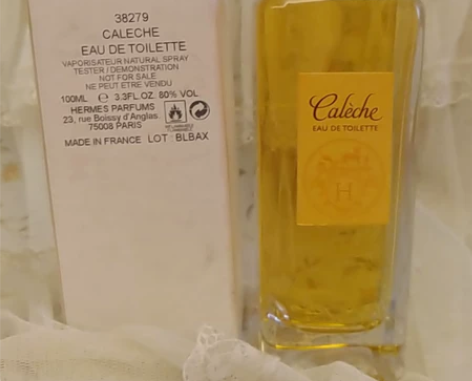 38279
CALECHE
EAU DE TOILETTE
VAPORISATEUR NATURAL SPRAY
TESTER / DEMONSTRATION
NOT FOR SALE
NE PEUT ETRE VENDU
100ML ℮ 3.3FL.OZ. 80% VOL
HERMES PARFUMS
23, rue Boissy d'Anglas
75008 PARIS
MADE IN FRANCE LOT : BLBAX
Calèche
EAU DE TOILETTE
H